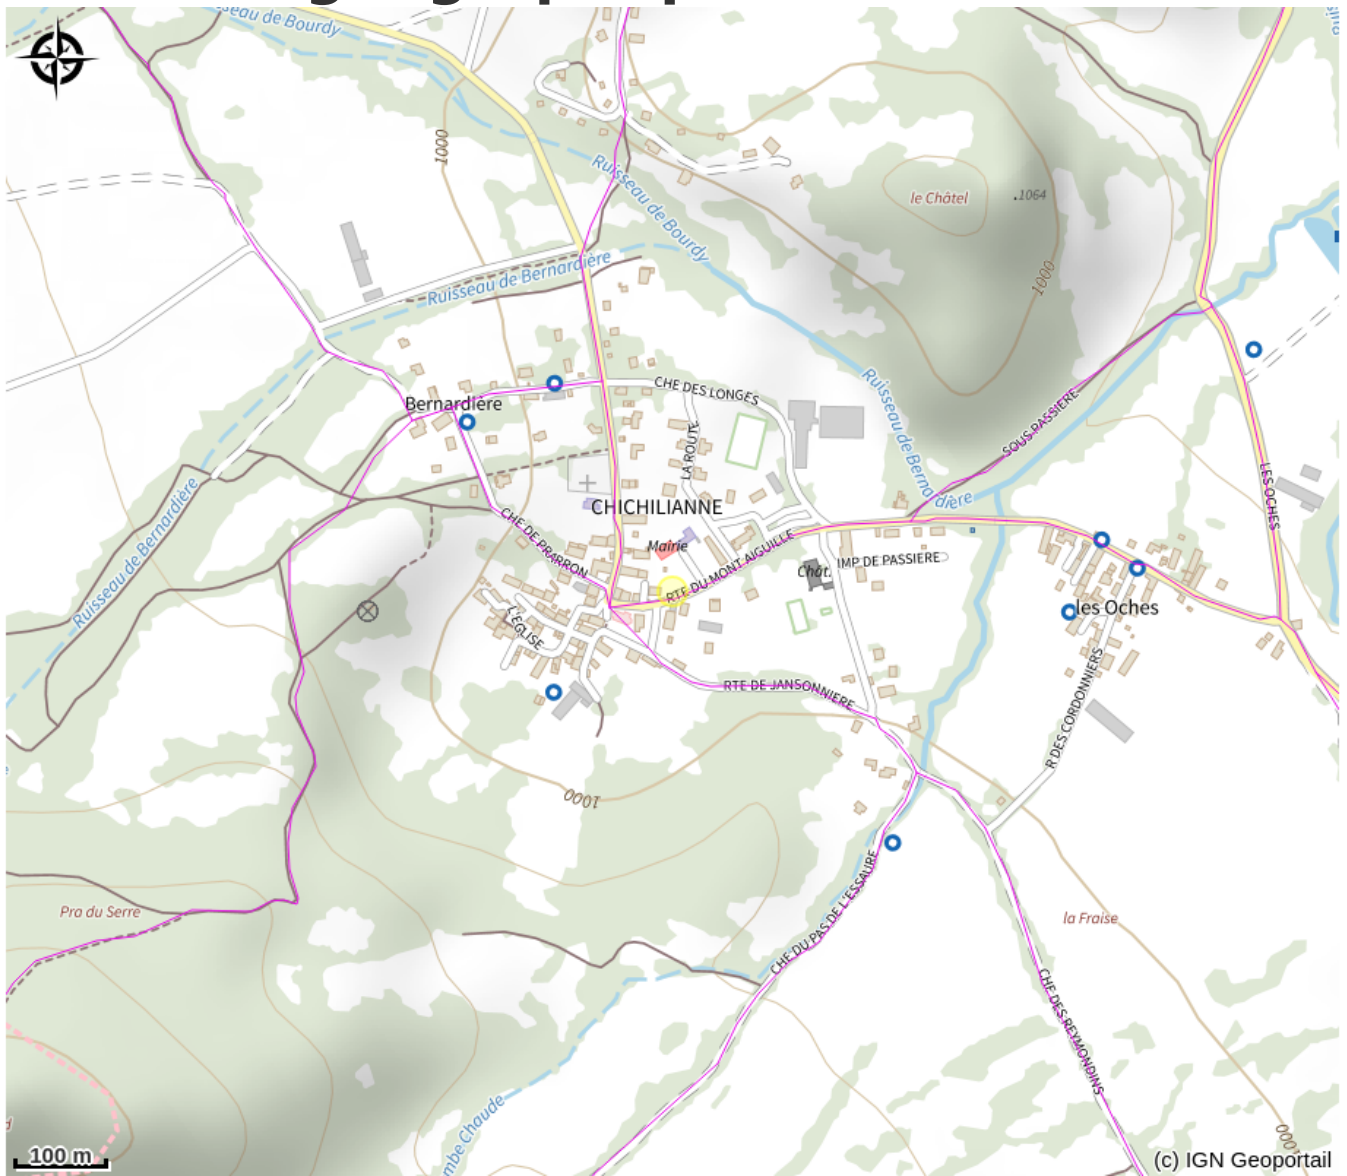 de Bourdy
1000
Ruisseau de Bourdy
le Châtel
.1064
1000
Ruisseau de Bernardière
CHE DES LONGES
Bernardière
Ruisseau de Bernardière
SOUS PASSIERE
LA ROUTE
LES OCHES
Ruisseau de Bernardière
CHICHILIANNE
CHE DE PRARRON
Mairie
RTE DU MONT AIGUILLE
Chât.
IMP DE PASSIERE
les Oches
L'EGLISE
RTE DE JANSONNIERE
R DES CORDONNIERS
1000
CHE DU PAS DE L'ESSAURE
Pra du Serre
la Fraise
CHE DES REYMONDINS
mbe Chaude
1000
100 m
(c) IGN Geoportail